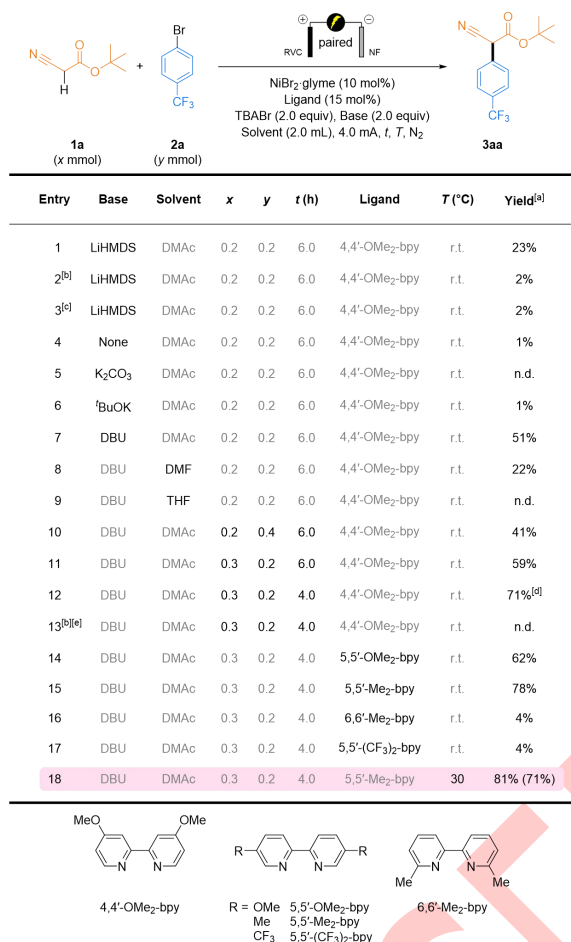 N C O O H
1a
(x mmol)
+
Br
CF3
2a
(y mmol)
⊕ ⊖
RVC paired NF
NiBr2·glyme (10 mol%)
Ligand (15 mol%)
TBABr (2.0 equiv), Base (2.0 equiv)
Solvent (2.0 mL), 4.0 mA, t, T, N2
N C O O
CF3
3aa
Entry Base Solvent x y t (h) Ligand T (°C) Yield[a]
1 LiHMDS DMAc 0.2 0.2 6.0 4,4′-OMe2-bpy r.t. 23%
2[b] LiHMDS DMAc 0.2 0.2 6.0 4,4′-OMe2-bpy r.t. 2%
3[c] LiHMDS DMAc 0.2 0.2 6.0 4,4′-OMe2-bpy r.t. 2%
4 None DMAc 0.2 0.2 6.0 4,4′-OMe2-bpy r.t. 1%
5 K2CO3 DMAc 0.2 0.2 6.0 4,4′-OMe2-bpy r.t. n.d.
6 tBuOK DMAc 0.2 0.2 6.0 4,4′-OMe2-bpy r.t. 1%
7 DBU DMAc 0.2 0.2 6.0 4,4′-OMe2-bpy r.t. 51%
8 DBU DMF 0.2 0.2 6.0 4,4′-OMe2-bpy r.t. 22%
9 DBU THF 0.2 0.2 6.0 4,4′-OMe2-bpy r.t. n.d.
10 DBU DMAc 0.2 0.4 6.0 4,4′-OMe2-bpy r.t. 41%
11 DBU DMAc 0.3 0.2 6.0 4,4′-OMe2-bpy r.t. 59%
12 DBU DMAc 0.3 0.2 4.0 4,4′-OMe2-bpy r.t. 71%[d]
13[b][e] DBU DMAc 0.3 0.2 4.0 4,4′-OMe2-bpy r.t. n.d.
14 DBU DMAc 0.3 0.2 4.0 5,5′-OMe2-bpy r.t. 62%
15 DBU DMAc 0.3 0.2 4.0 5,5′-Me2-bpy r.t. 78%
16 DBU DMAc 0.3 0.2 4.0 6,6′-Me2-bpy r.t. 4%
17 DBU DMAc 0.3 0.2 4.0 5,5′-(CF3)2-bpy r.t. 4%
18 DBU DMAc 0.3 0.2 4.0 5,5′-Me2-bpy 30 81% (71%)
MeO OMe
N N
4,4′-OMe2-bpy
R R
N N
R = OMe 5,5′-OMe2-bpy
Me 5,5′-Me2-bpy
CF3 5,5′-(CF3)2-bpy
N N
Me Me
6,6′-Me2-bpy